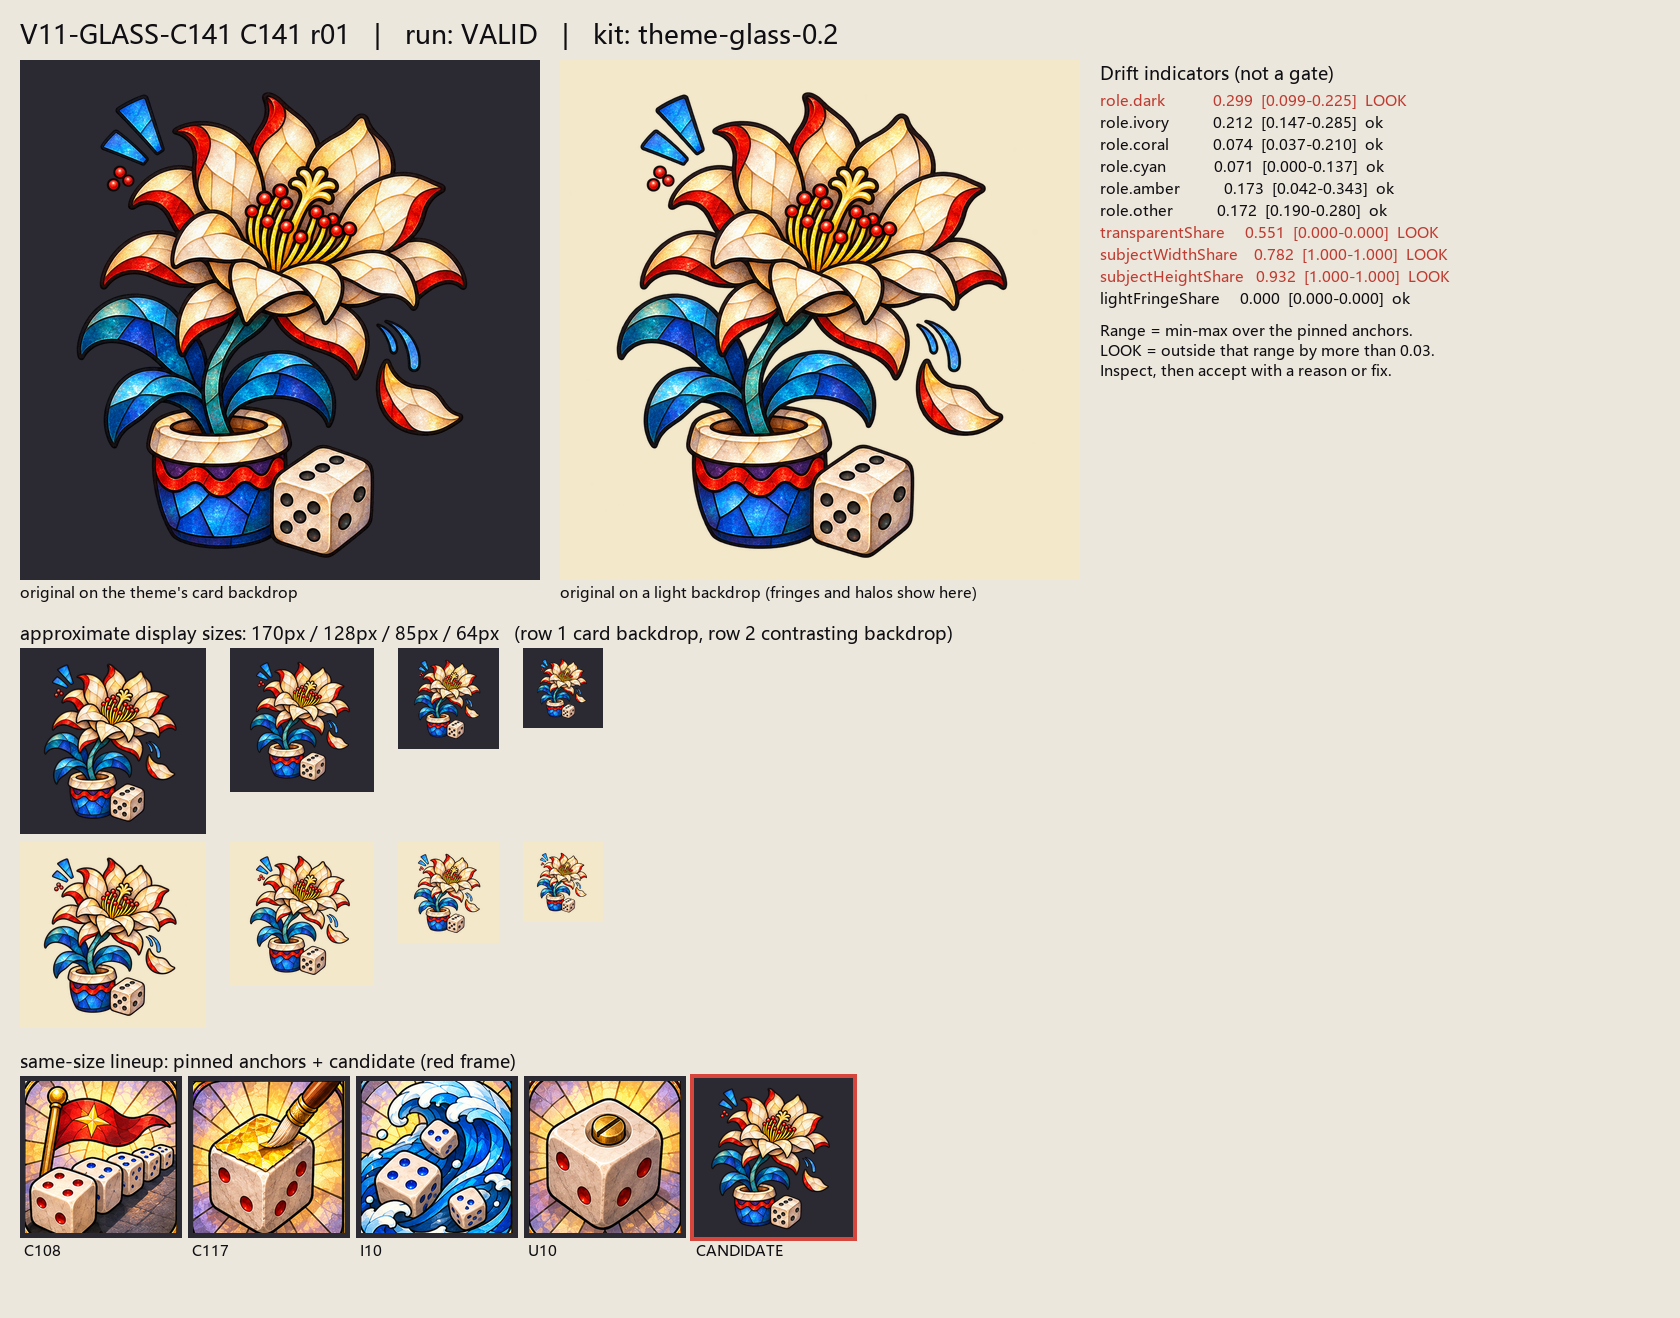 V11-GLASS-C141 C141 r01 | run: VALID | kit: theme-glass-0.2
Drift indicators (not a gate)
role.dark 0.299 [0.099-0.225] LOOK
role.ivory 0.212 [0.147-0.285] ok
role.coral 0.074 [0.037-0.210] ok
role.cyan 0.071 [0.000-0.137] ok
role.amber 0.173 [0.042-0.343] ok
role.other 0.172 [0.190-0.280] ok
transparentShare 0.551 [0.000-0.000] LOOK
subjectWidthShare 0.782 [1.000-1.000] LOOK
subjectHeightShare 0.932 [1.000-1.000] LOOK
lightFringeShare 0.000 [0.000-0.000] ok
Range = min-max over the pinned anchors.
LOOK = outside that range by more than 0.03.
Inspect, then accept with a reason or fix.
original on the theme's card backdrop
original on a light backdrop (fringes and halos show here)
approximate display sizes: 170px / 128px / 85px / 64px (row 1 card backdrop, row 2 contrasting backdrop)
same-size lineup: pinned anchors + candidate (red frame)
C108
C117
I10
U10
CANDIDATE